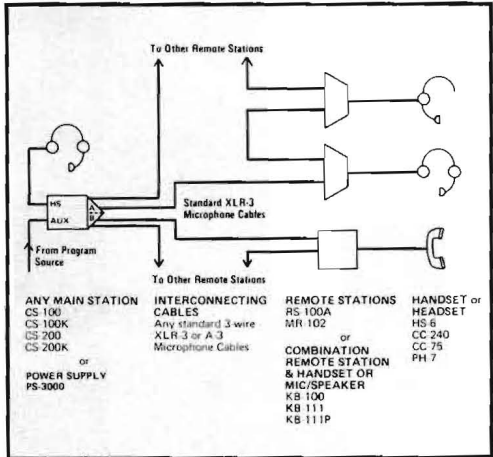 To Other Remote Stations
HS
AUX
A
B
Standard XLR-3
Microphone Cables
From Program
Source
To Other Remote Stations
ANY MAIN STATION
CS 100
CS 100K
CS 200
CS 200K
or
POWER SUPPLY
PS-3000
INTERCONNECTING
CABLES
Any standard 3-wire
XLR-3 or A-3
Microphone Cables
REMOTE STATIONS
RS 100A
MR 102
or
COMBINATION
REMOTE STATION
& HANDSET OR
MIC/SPEAKER
KB 100
KB 111
KB 111P
HANDSET or
HEADSET
HS 6
CC 240
CC 75
PH 7